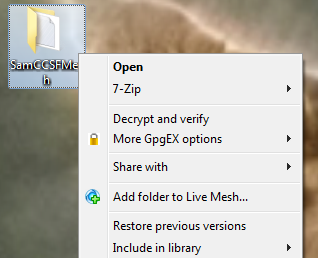 SamCCSFMes
h
Open
7-Zip
Decrypt and verify
More GpgEX options
Share with
Add folder to Live Mesh...
Restore previous versions
Include in library